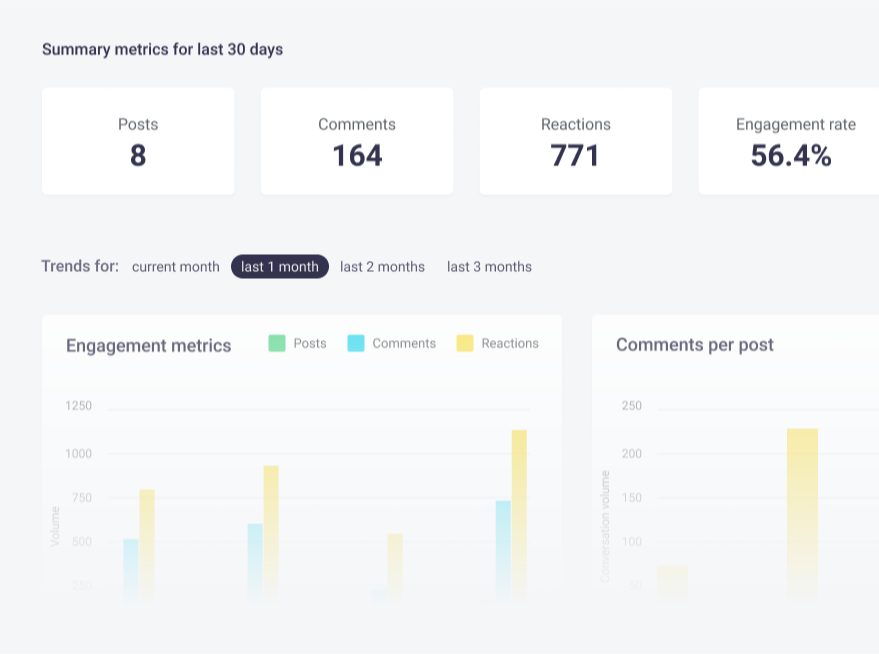 Summary metrics for last 30 days
Posts
8
Comments
164
Reactions
771
Engagement rate
56.4%
Trends for: current month last 1 month last 2 months last 3 months
Engagement metrics
Posts Comments Reactions
1250
1000
750
500
250
Volume
Comments per post
250
200
150
100
50
Conversation volume